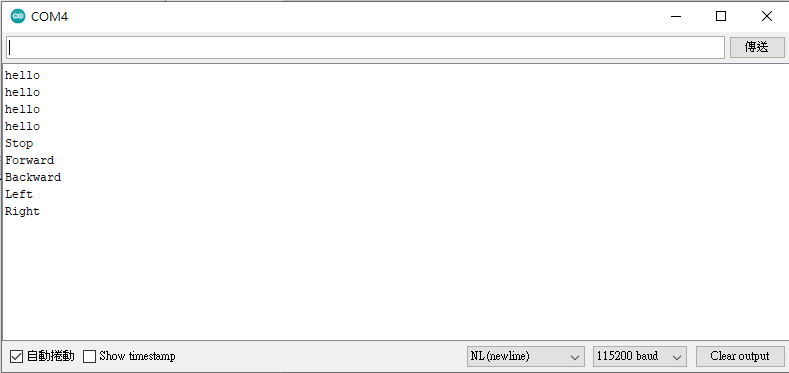 COM4
傳送
hello
hello
hello
hello
Stop
Forward
Backward
Left
Right
自動捲動 Show timestamp NL(newline) 115200 baud Clear output